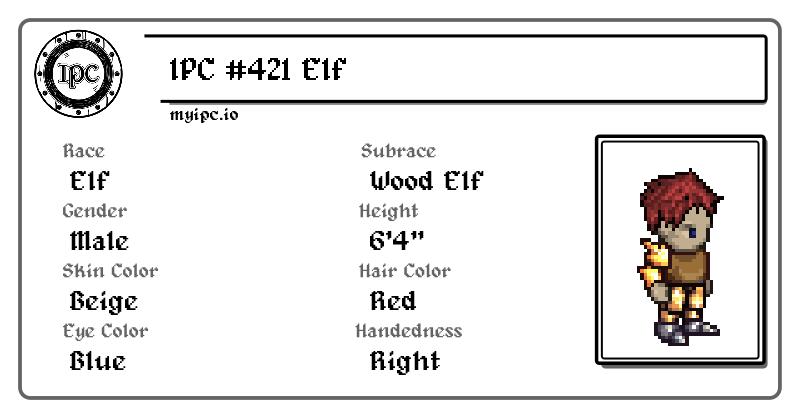 IPC
IPC #421 Elf
myipc.io
Race
Elf
Subrace
Wood Elf
Gender
Male
Height
6'4"
Skin Color
Beige
Hair Color
Red
Eye Color
Blue
Handedness
Right